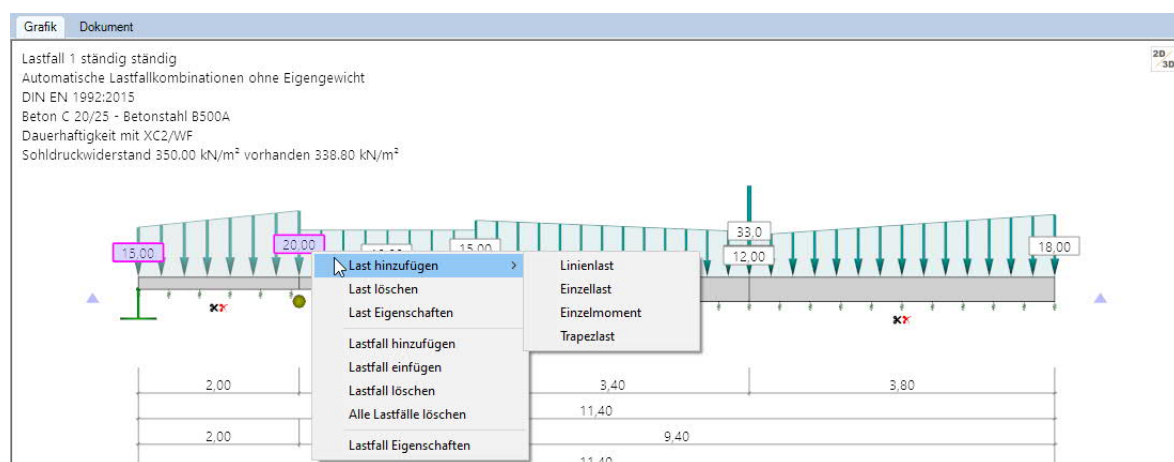 Grafik Dokument
Lastfall 1 ständig ständig
Automatische Lastfallkombinationen ohne Eigengewicht
DIN EN 1992:2015
Beton C 20/25 - Betonstahl B500A
Dauerhaftigkeit mit XC2/WF
Sohldruckwiderstand 350.00 kN/m² vorhanden 338.80 kN/m²
2D/3D
33,0
15,00 20,00 15,00 12,00 18,00
Last hinzufügen
Last löschen
Last Eigenschaften
Lastfall hinzufügen
Lastfall einfügen
Lastfall löschen
Alle Lastfälle löschen
Lastfall Eigenschaften
Linienlast
Einzellast
Einzelmoment
Trapezlast
2,00 3,40 3,80
11,40
2,00 9,40
11,40